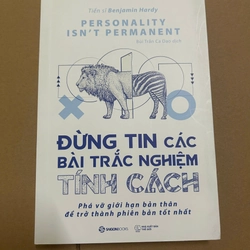 Tiến sĩ Benjamin Hardy
PERSONALITY
ISN'T PERMANENT
ĐỪNG TIN CÁC
BÀI TRẮC NGHIỆM
TÍNH CÁCH
Phá vỡ giới hạn bản thân
để trở thành phiên bản tốt nhất
SAIGONBOOKS